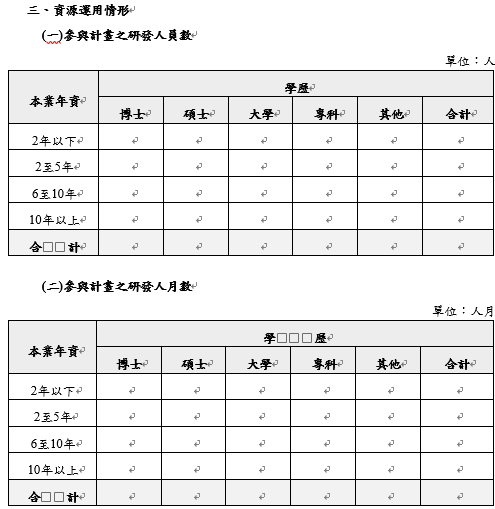 三、資源運用情形
(一)參與計畫之研發人員數
單位：人
本業年資 學歷
博士 碩士 大學 專科 其他 合計
2年以下
2至5年
6至10年
10年以上
合□□計
(二)參與計畫之研發人月數
單位：人月
本業年資 學□□□歷
博士 碩士 大學 專科 其他 合計
2年以下
2至5年
6至10年
10年以上
合□□計